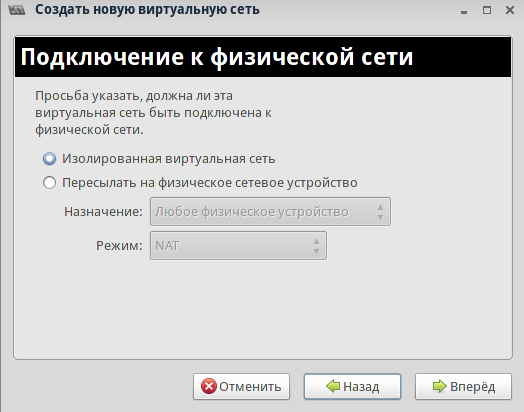 Создать новую виртуальную сеть
Подключение к физической сети
Просьба указать, должна ли эта
виртуальная сеть быть подключена к
физической сети.
Изолированная виртуальная сеть
Пересылать на физическое сетевое устройство
Назначение: Любое физическое устройство
Режим: NAT
Отменить Назад Вперёд